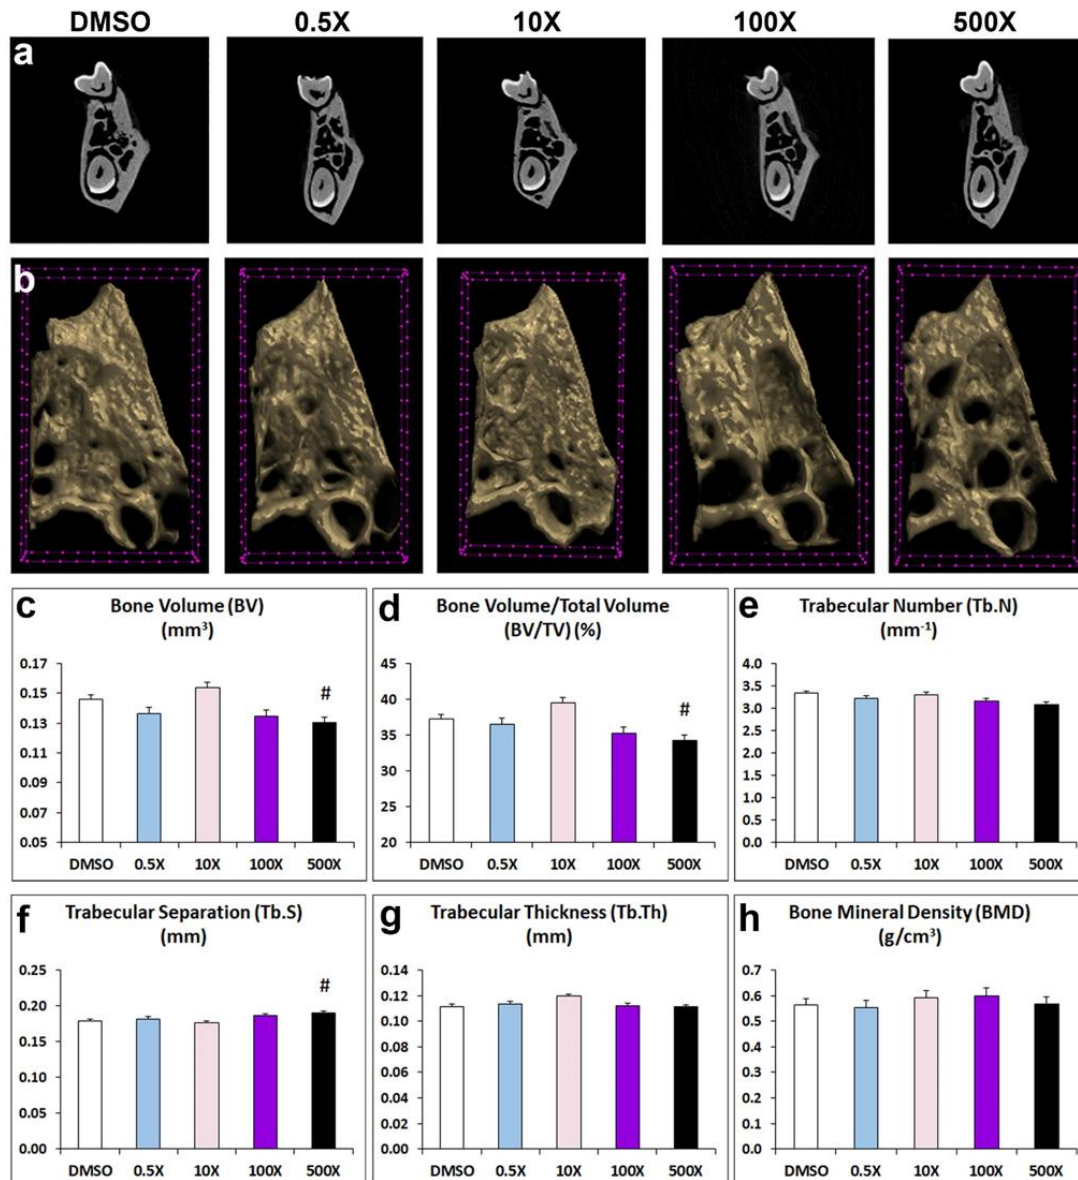 DMSO 0.5X 10X 100X 500X
a
b
c
Bone Volume (BV)
(mm³)
0.17
0.15
0.13
0.11
0.09
0.07
0.05
#
DMSO 0.5X 10X 100X 500X
d
Bone Volume/Total Volume
(BV/TV) (%)
45
40
35
30
25
20
#
DMSO 0.5X 10X 100X 500X
e
Trabecular Number (Tb.N)
(mm⁻¹)
4.0
3.5
3.0
2.5
2.0
1.5
1.0
0.5
0.0
DMSO 0.5X 10X 100X 500X
f
Trabecular Separation (Tb.S)
(mm)
0.25
0.20
0.15
0.10
0.05
0.00
#
DMSO 0.5X 10X 100X 500X
g
Trabecular Thickness (Tb.Th)
(mm)
0.14
0.12
0.10
0.08
0.06
0.04
0.02
0.00
DMSO 0.5X 10X 100X 500X
h
Bone Mineral Density (BMD)
(g/cm³)
0.7
0.6
0.5
0.4
0.3
0.2
0.1
0.0
DMSO 0.5X 10X 100X 500X